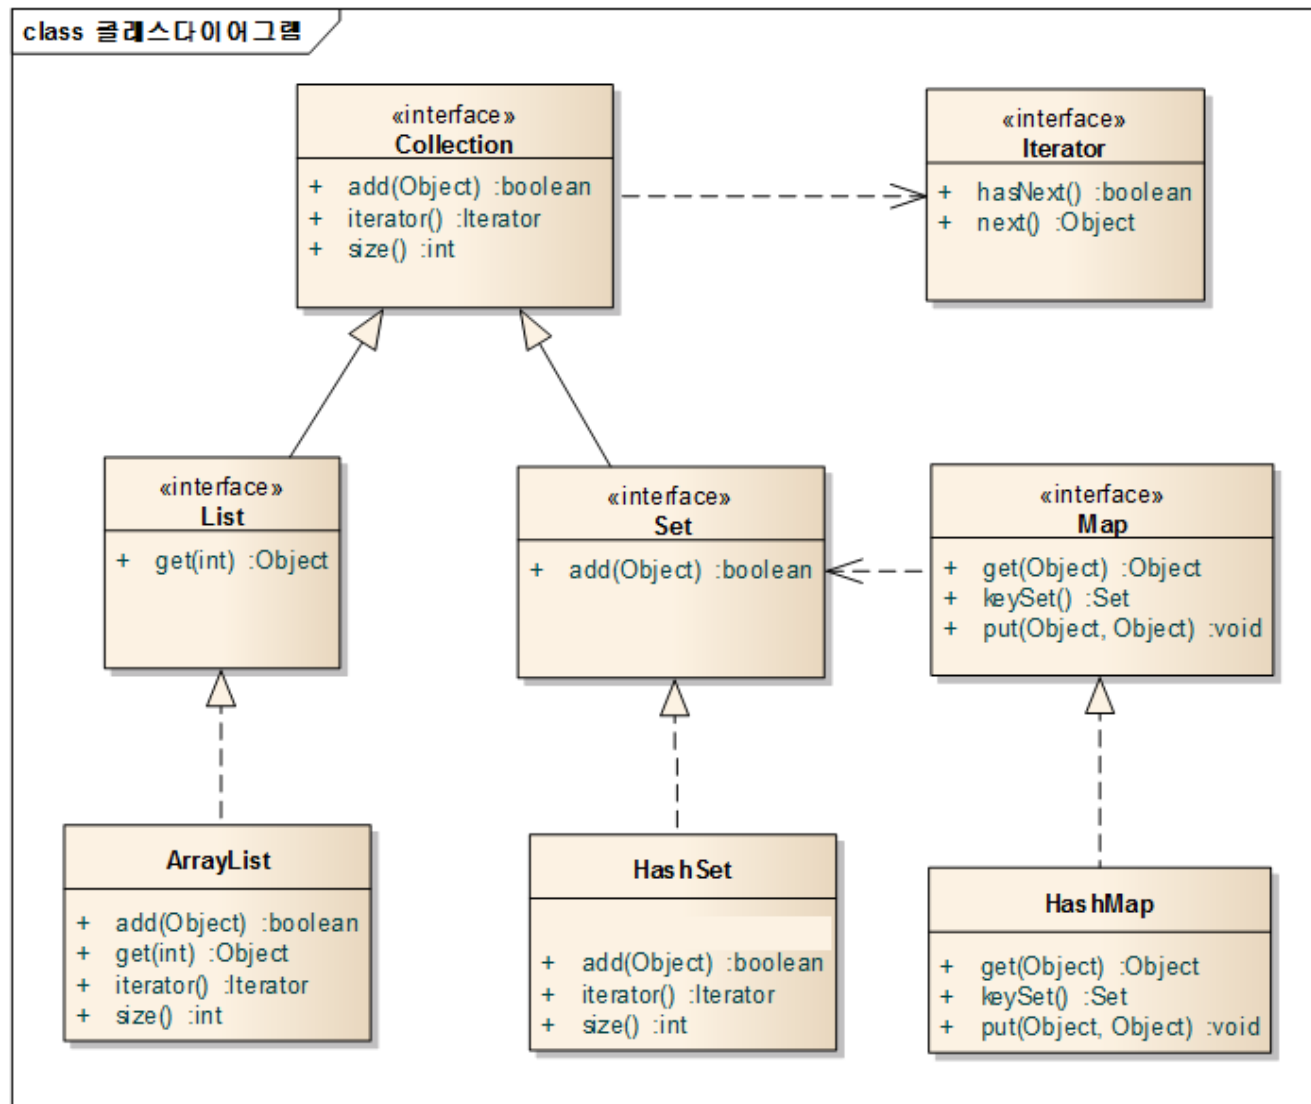 class 클래스다이어그램
«interface»
Collection
+ add(Object) :boolean
+ iterator() :Iterator
+ size() :int
«interface»
Iterator
+ hasNext() :boolean
+ next() :Object
«interface»
List
+ get(int) :Object
«interface»
Set
+ add(Object) :boolean
«interface»
Map
+ get(Object) :Object
+ keySet() :Set
+ put(Object, Object) :void
ArrayList
+ add(Object) :boolean
+ get(int) :Object
+ iterator() :Iterator
+ size() :int
HashSet
+ add(Object) :boolean
+ iterator() :Iterator
+ size() :int
HashMap
+ get(Object) :Object
+ keySet() :Set
+ put(Object, Object) :void